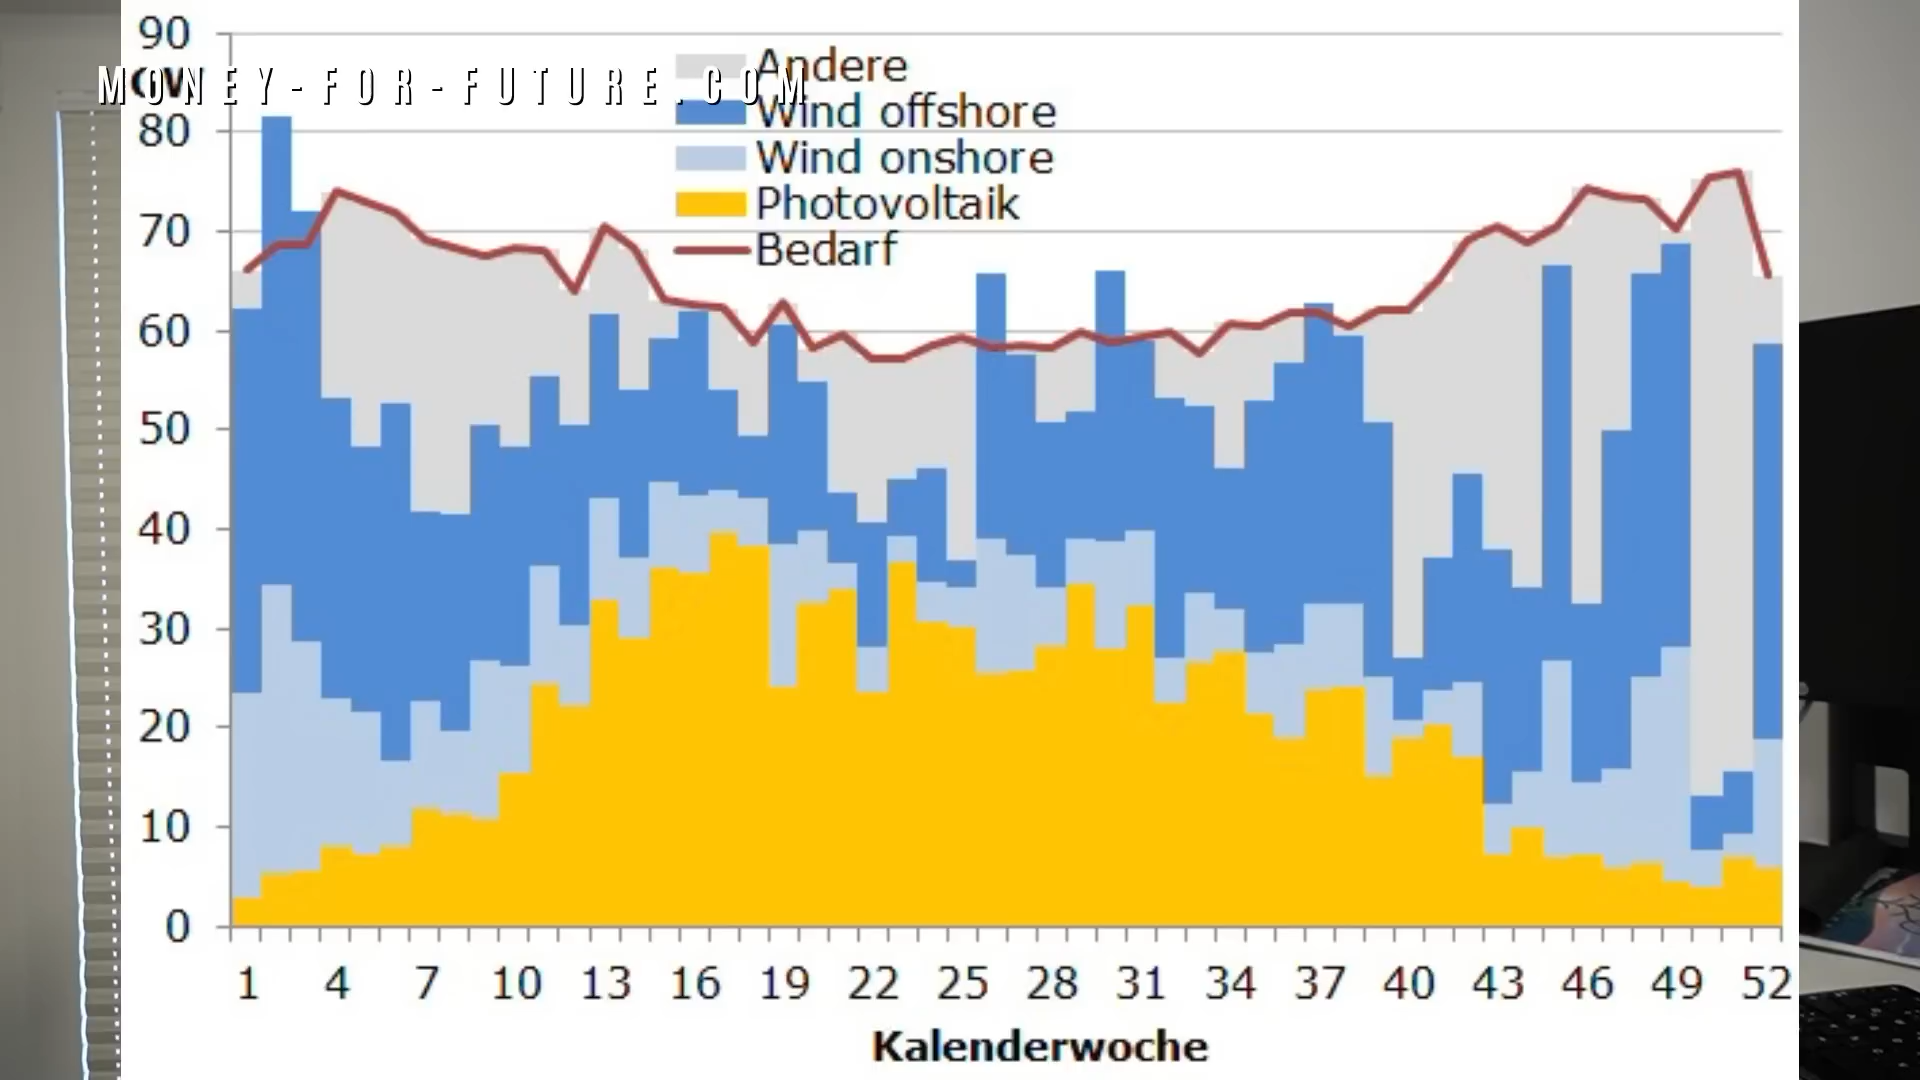 90
GW
MONEY-FOR-FUTURE.COM
Andere
Wind offshore
80
Wind onshore
Photovoltaik
70
Bedarf
60
50
40
30
20
10
0
1 4 7 10 13 16 19 22 25 28 31 34 37 40 43 46 49 52
Kalenderwoche